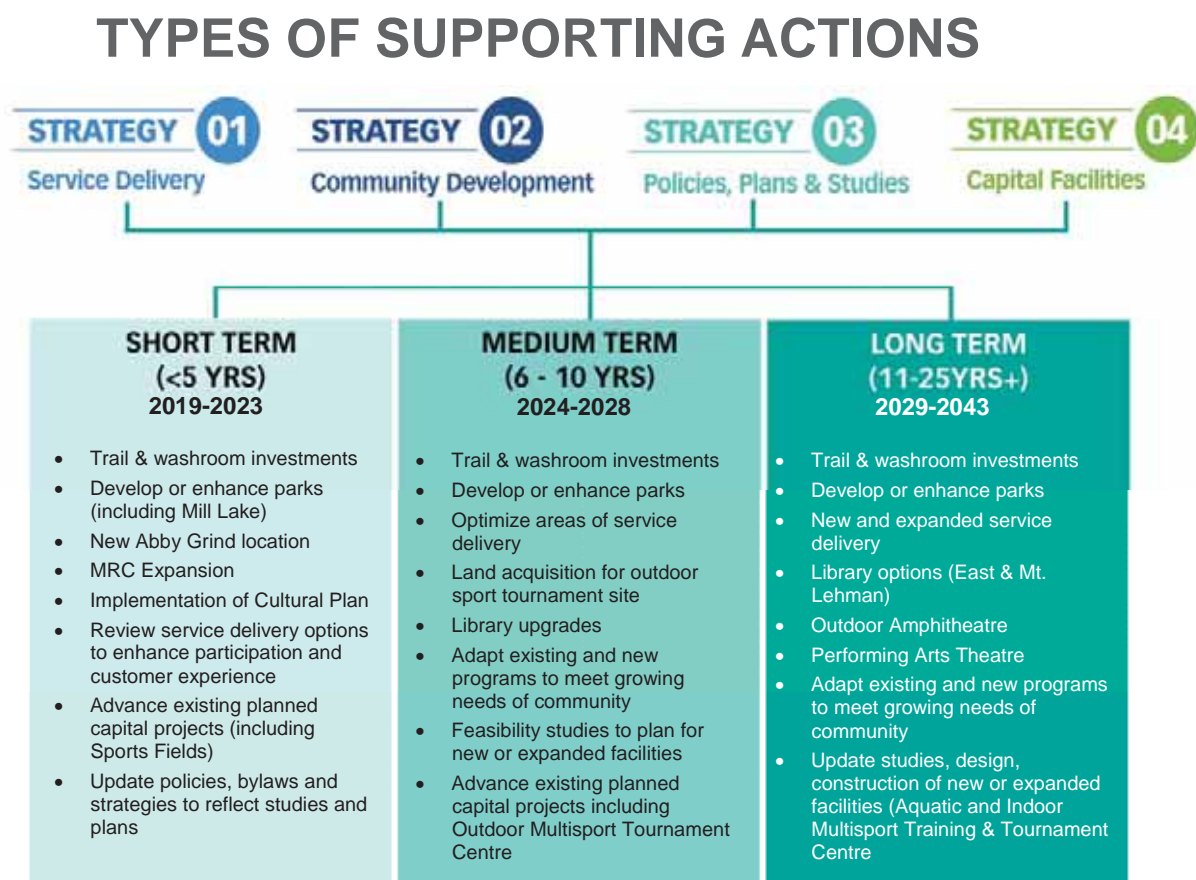 TYPES OF SUPPORTING ACTIONS
STRATEGY 01
Service Delivery
STRATEGY 02
Community Development
STRATEGY 03
Policies, Plans & Studies
STRATEGY 04
Capital Facilities
SHORT TERM
(<5 YRS)
2019-2023
• Trail & washroom investments
• Develop or enhance parks
(including Mill Lake)
• New Abby Grind location
• MRC Expansion
• Implementation of Cultural Plan
• Review service delivery options
to enhance participation and
customer experience
• Advance existing planned
capital projects (including
Sports Fields)
• Update policies, bylaws and
strategies to reflect studies and
plans
MEDIUM TERM
(6 - 10 YRS)
2024-2028
• Trail & washroom investments
• Develop or enhance parks
• Optimize areas of service
delivery
• Land acquisition for outdoor
sport tournament site
• Library upgrades
• Adapt existing and new
programs to meet growing
needs of community
• Feasibility studies to plan for
new or expanded facilities
• Advance existing planned
capital projects including
Outdoor Multisport Tournament
Centre
LONG TERM
(11-25YRS+)
2029-2043
• Trail & washroom investments
• Develop or enhance parks
• New and expanded service
delivery
• Library options (East & Mt.
Lehman)
• Outdoor Amphitheatre
• Performing Arts Theatre
• Adapt existing and new programs
to meet growing needs of
community
• Update studies, design,
construction of new or expanded
facilities (Aquatic and Indoor
Multisport Training & Tournament
Centre